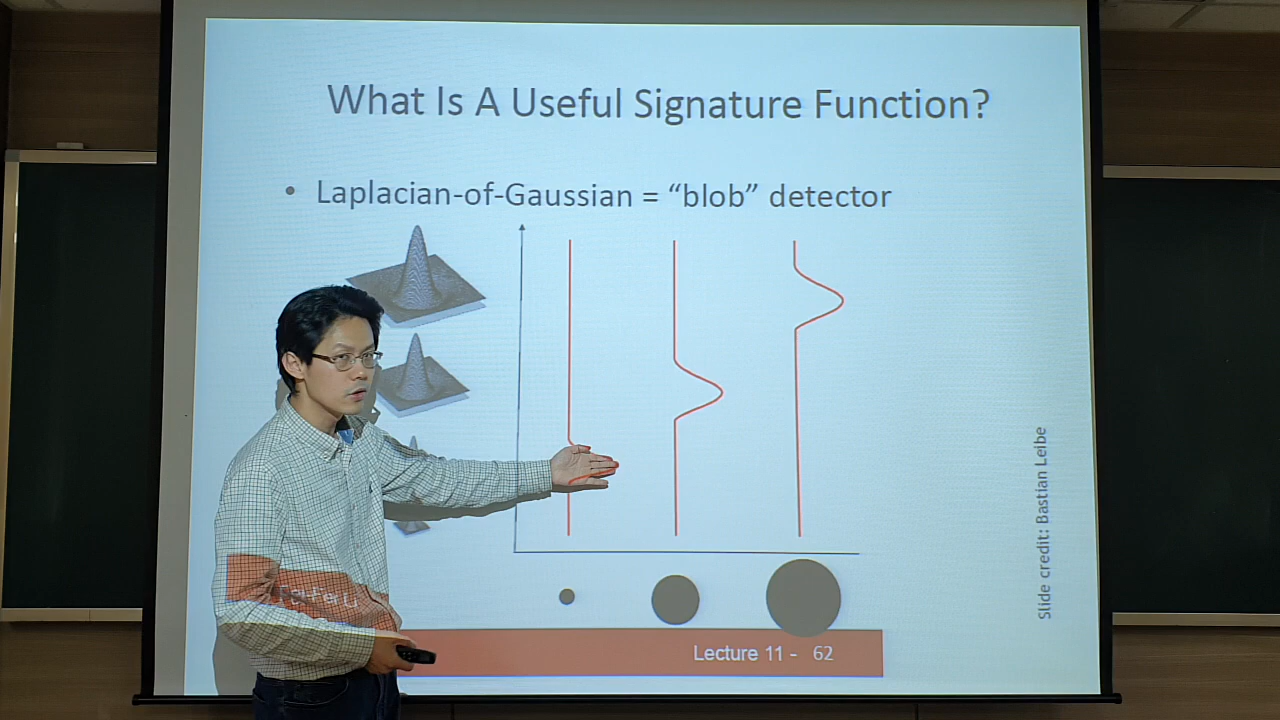 What Is A Useful Signature Function?
• Laplacian-of-Gaussian = “blob” detector
Slide credit: Bastian Leibe
Lecture 11 - 62